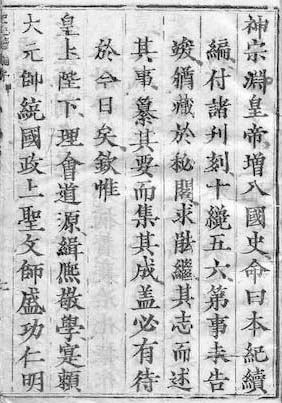 神宗淵皇帝增入國史命曰本紀續
編付諸刋刻十纔五六第事未告
竣猶藏於秘閣求能繼其志而述
其事纂其要而集其成盖必有待
於今日矣欽惟
皇上陛下理會道源緝熙敬學寔賴
大元帥統國政上聖父師盛功仁明